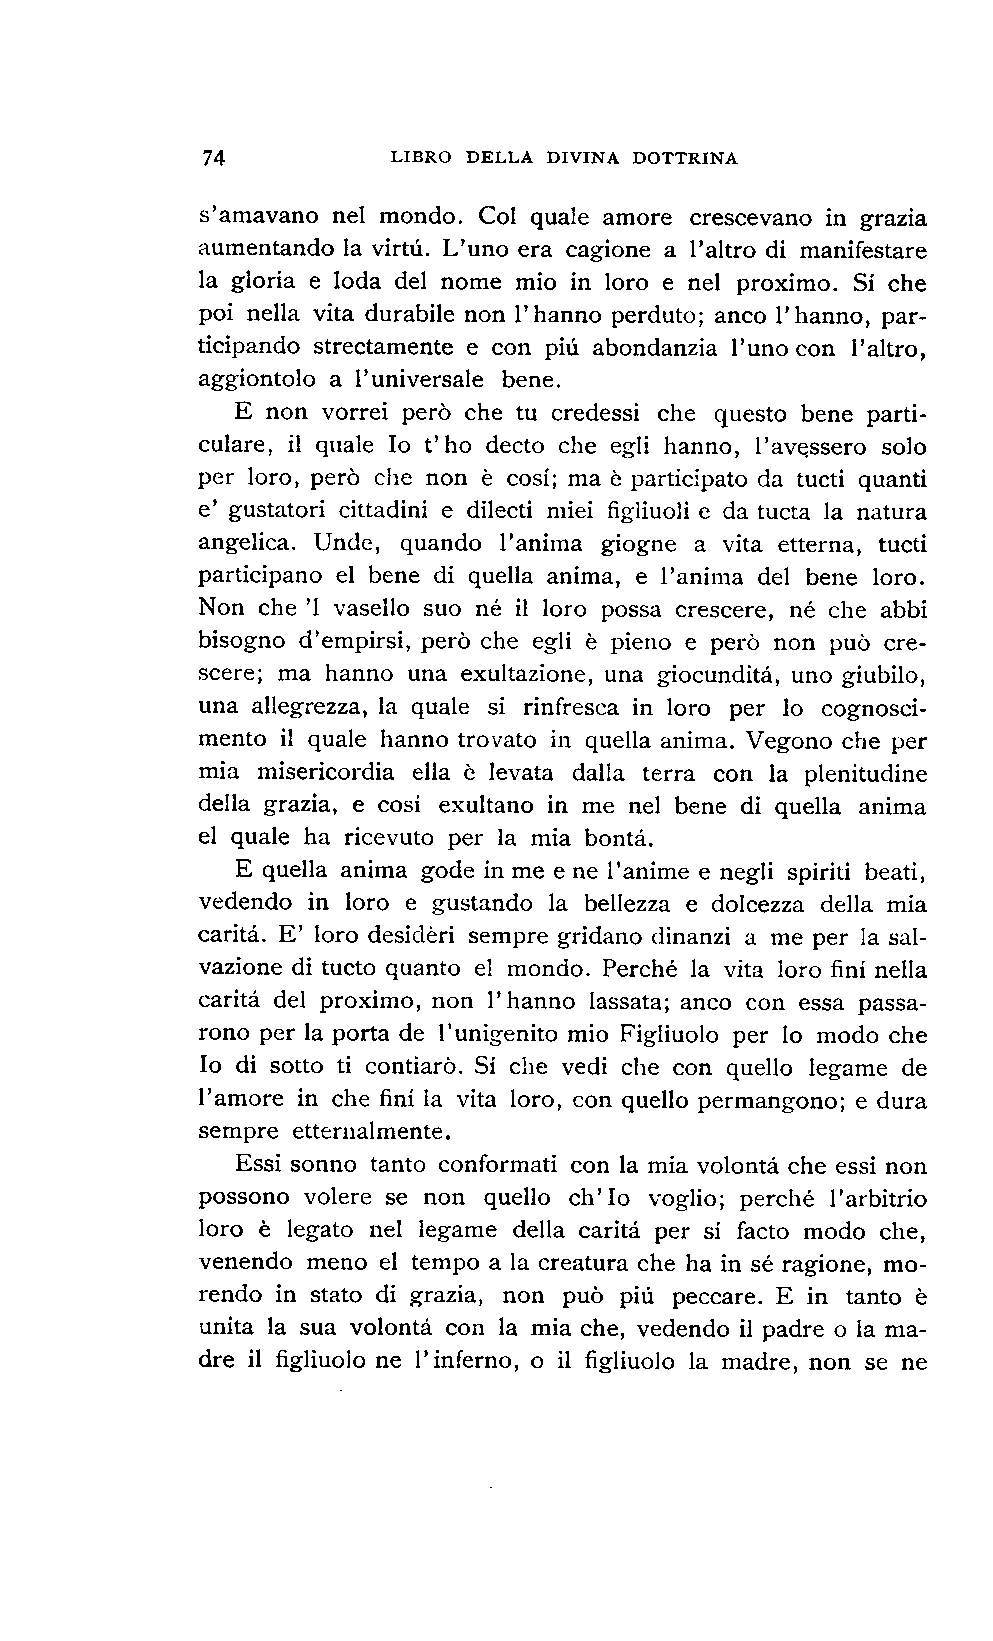 74 LIBRO DELLA DIVINA DOTTRINA
s'amavano nel mondo. Col quale amore crescevano in grazia
aumentando la virtú. L'uno era cagione a l'altro di manifestare
la gloria e loda del nome mio in loro e nel proximo. Sí che
poi nella vita durabile non l'hanno perduto; anco l'hanno, par-
ticipando strectamente e con piú abondanzia l'uno con l'altro,
aggiontolo a l'universale bene.
E non vorrei però che tu credessi che questo bene parti-
culare, il quale Io t'ho decto che egli hanno, l'avessero solo
per loro, però che non è cosí; ma è participato da tucti quanti
e' gustatori cittadini e dilecti miei figliuoli e da tucta la natura
angelica. Unde, quando l'anima giogne a vita etterna, tucti
participano el bene di quella anima, e l'anima del bene loro.
Non che 'l vasello suo né il loro possa crescere, né che abbi
bisogno d'empirsi, però che egli è pieno e però non può cre-
scere; ma hanno una exultazione, una giocunditá, uno giubilo,
una allegrezza, la quale si rinfresca in loro per lo cognosci-
mento il quale hanno trovato in quella anima. Vegono che per
mia misericordia ella è levata dalla terra con la plenitudine
della grazia, e cosi exultano in me nel bene di quella anima
el quale ha ricevuto per la mia bontá.
E quella anima gode in me e ne l'anime e negli spiriti beati,
vedendo in loro e gustando la bellezza e dolcezza della mia
caritá. E' loro desidèri sempre gridano dinanzi a me per la sal-
vazione di tucto quanto el mondo. Perché la vita loro finí nella
caritá del proximo, non l'hanno lassata; anco con essa passa-
rono per la porta de l'unigenito mio Figliuolo per lo modo che
Io di sotto ti contiarò. Sí che vedi che con quello legame de
l'amore in che finí la vita loro, con quello permangono; e dura
sempre etternalmente.
Essi sonno tanto conformati con la mia volontá che essi non
possono volere se non quello ch'Io voglio; perché l'arbitrio
loro è legato nel legame della caritá per sí facto modo che,
venendo meno el tempo a la creatura che ha in sé ragione, mo-
rendo in stato di grazia, non può piú peccare. E in tanto è
unita la sua volontá con la mia che, vedendo il padre o la ma-
dre il figliuolo ne l'inferno, o il figliuolo la madre, non se ne